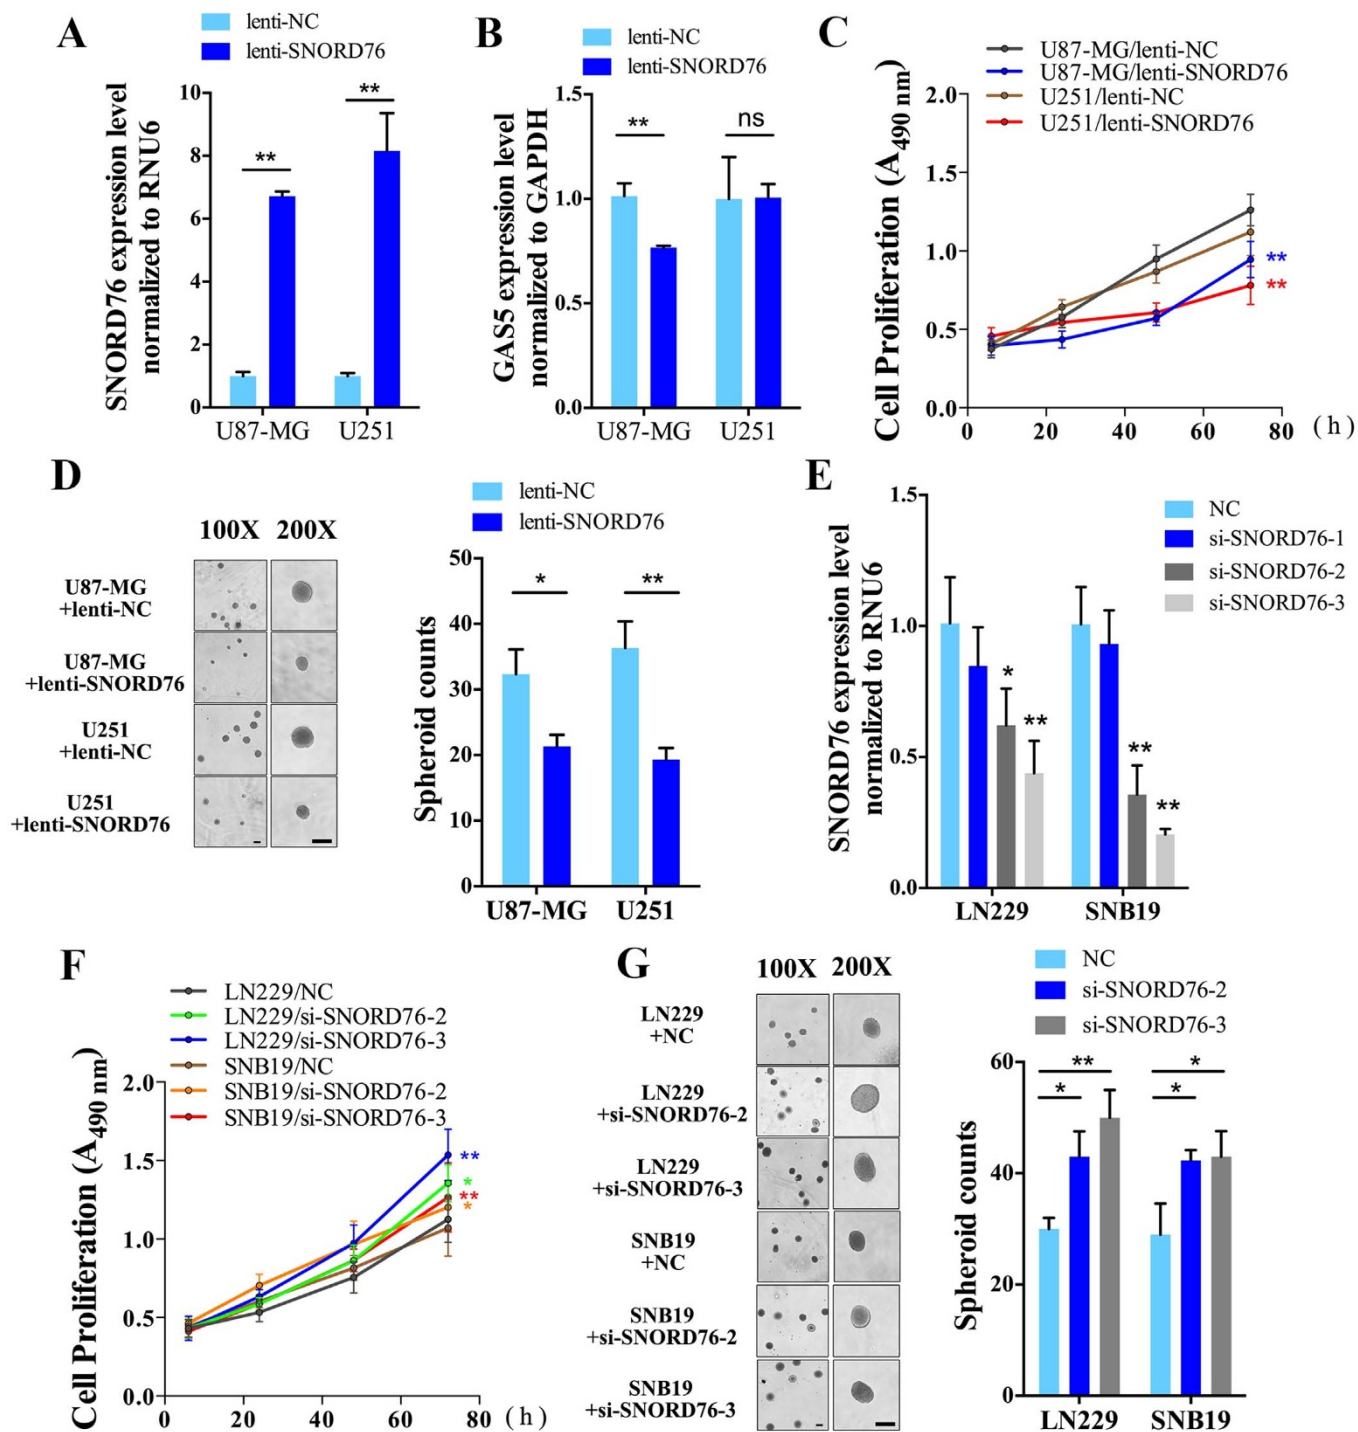 A
lenti-NC
lenti-SNORD76
SNORD76 expression level
normalized to RNU6
10
8
6
4
2
0
**
**
U87-MG
U251
B
lenti-NC
lenti-SNORD76
GAS5 expression level
normalized to GAPDH
1.5
1.0
0.5
0.0
**
ns
U87-MG
U251
C
U87-MG/lenti-NC
U87-MG/lenti-SNORD76
U251/lenti-NC
U251/lenti-SNORD76
Cell Proliferation (A490 nm)
2.0
1.5
1.0
0.5
0.0
**
**
0
20
40
60
80
( h )
D
100X
200X
U87-MG
+lenti-NC
U87-MG
+lenti-SNORD76
U251
+lenti-NC
U251
+lenti-SNORD76
lenti-NC
lenti-SNORD76
Spheroid counts
50
40
30
20
10
0
*
**
U87-MG
U251
E
NC
si-SNORD76-1
si-SNORD76-2
si-SNORD76-3
SNORD76 expression level
normalized to RNU6
1.5
1.0
0.5
0.0
*
**
**
**
LN229
SNB19
F
LN229/NC
LN229/si-SNORD76-2
LN229/si-SNORD76-3
SNB19/NC
SNB19/si-SNORD76-2
SNB19/si-SNORD76-3
Cell Proliferation (A490 nm)
2.0
1.5
1.0
0.5
0.0
**
*
**
*
0
20
40
60
80
( h )
G
100X
200X
LN229
+NC
LN229
+si-SNORD76-2
LN229
+si-SNORD76-3
SNB19
+NC
SNB19
+si-SNORD76-2
SNB19
+si-SNORD76-3
NC
si-SNORD76-2
si-SNORD76-3
Spheroid counts
60
40
20
0
**
*
*
*
LN229
SNB19